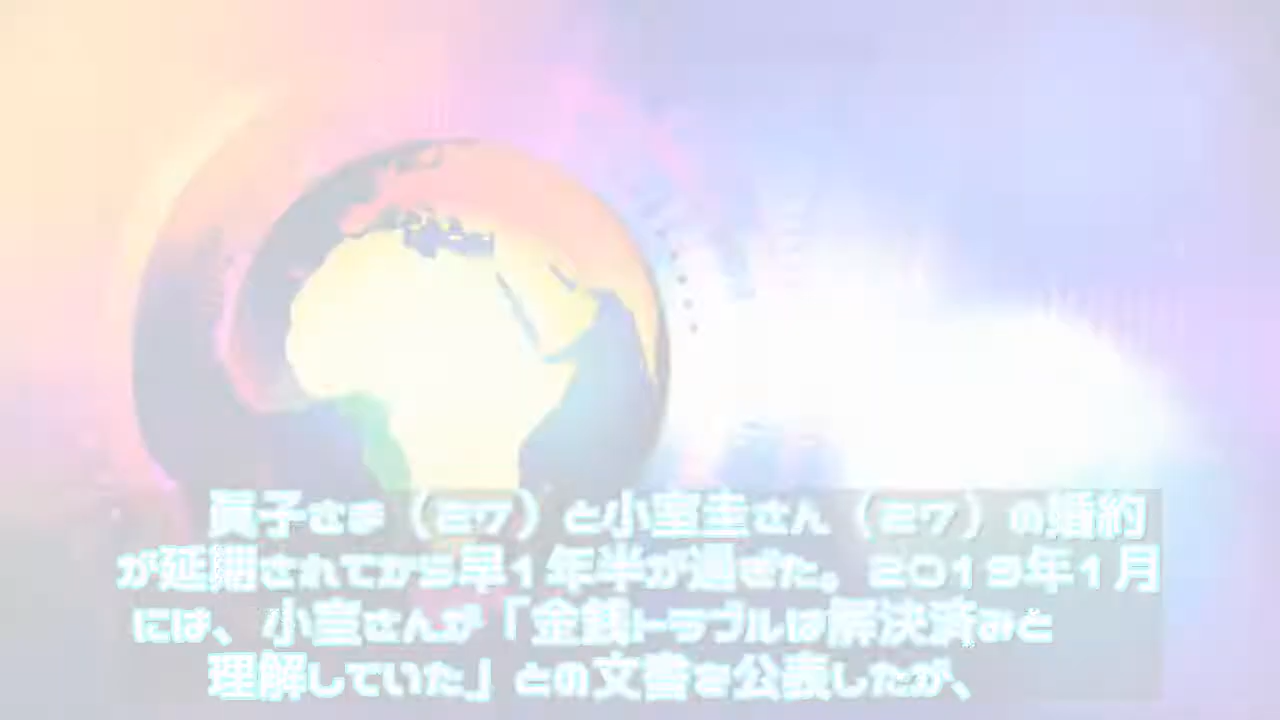 眞子さま（27）と小室圭さん（27）の婚約
が延期されてから早1年半が過ぎた。2019年1月
には、小室さんが「金銭トラブルは解決済みと
理解していた」との文書を公表したが、